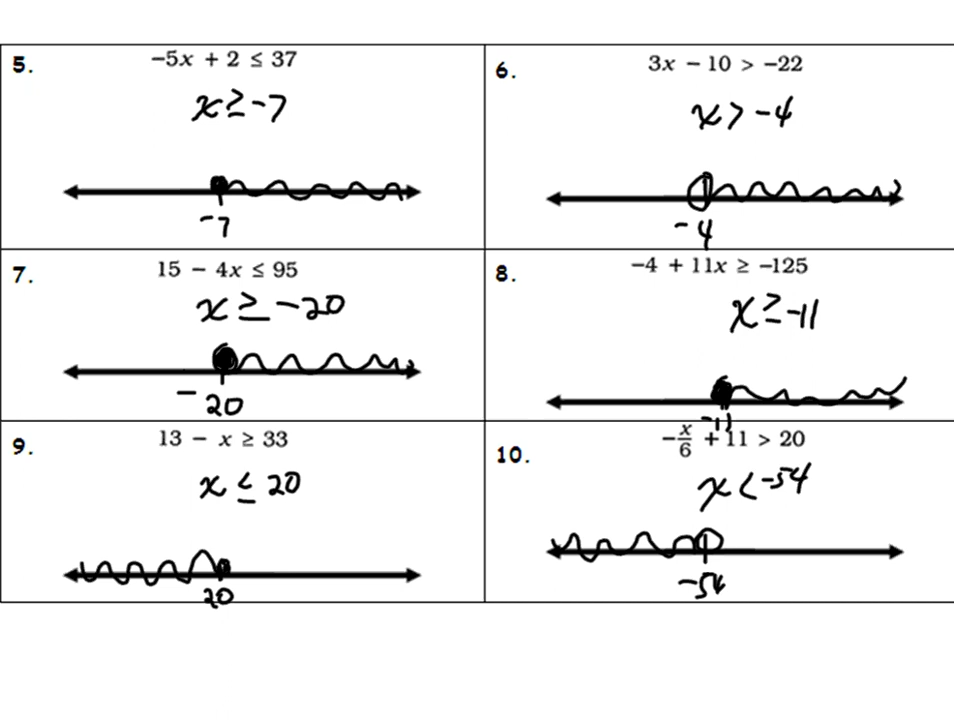 5. −5x + 2 ≤ 37
x ≥ -7
-7
6. 3x − 10 > −22
x > -4
-4
7. 15 − 4x ≤ 95
x ≥ -20
-20
8. −4 + 11x ≥ −125
x ≥ -11
-11
9. 13 − x ≥ 33
x ≤ 20
20
10. −x/6 + 11 > 20
x < -54
-54